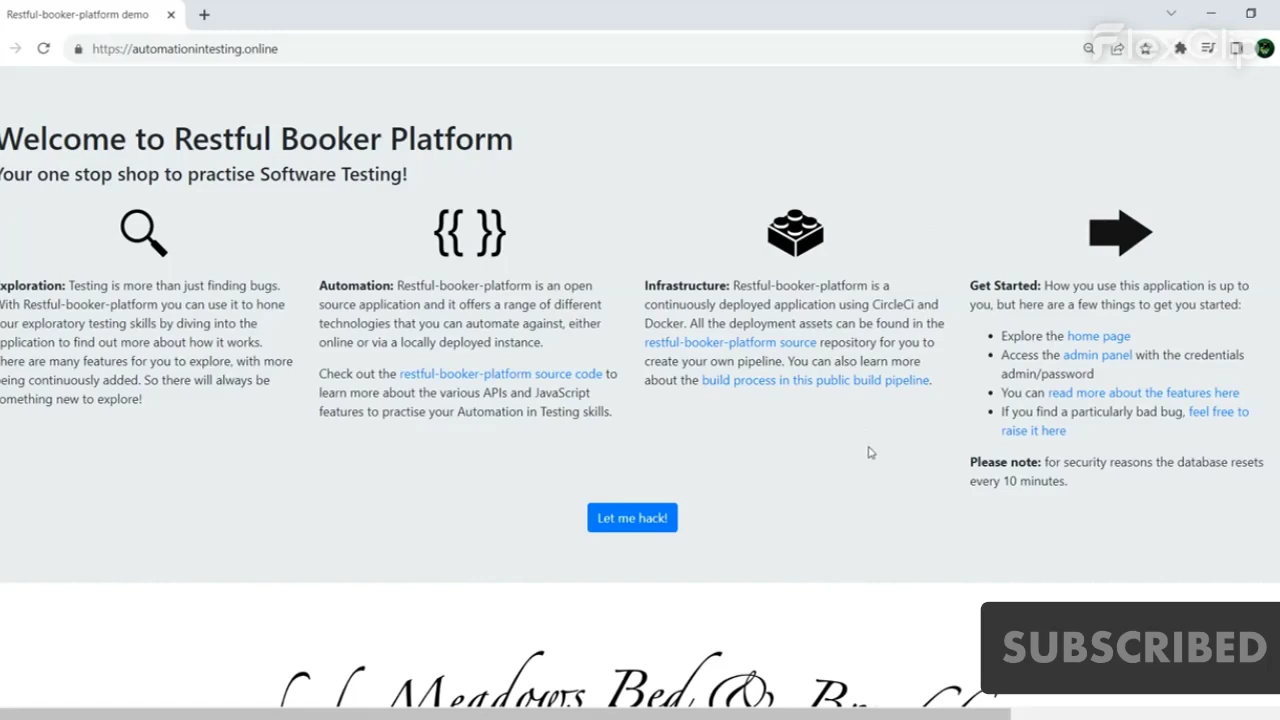 Restful-booker-platform demo
https://automationintesting.online
FlexClip
Welcome to Restful Booker Platform
Your one stop shop to practise Software Testing!
{{ }}
xploration: Testing is more than just finding bugs.
With Restful-booker-platform you can use it to hone
our exploratory testing skills by diving into the
pplication to find out more about how it works.
here are many features for you to explore, with more
eing continuously added. So there will always be
omething new to explore!
Automation: Restful-booker-platform is an open
source application and it offers a range of different
technologies that you can automate against, either
online or via a locally deployed instance.
Check out the restful-booker-platform source code to
learn more about the various APIs and JavaScript
features to practise your Automation in Testing skills.
Infrastructure: Restful-booker-platform is a
continuously deployed application using CircleCi and
Docker. All the deployment assets can be found in the
restful-booker-platform source repository for you to
create your own pipeline. You can also learn more
about the build process in this public build pipeline.
Get Started: How you use this application is up to
you, but here are a few things to get you started:
• Explore the home page
• Access the admin panel with the credentials
admin/password
• You can read more about the features here
• If you find a particularly bad bug, feel free to
raise it here
Please note: for security reasons the database resets
every 10 minutes.
Let me hack!
SUBSCRIBED
Meadows Bed &